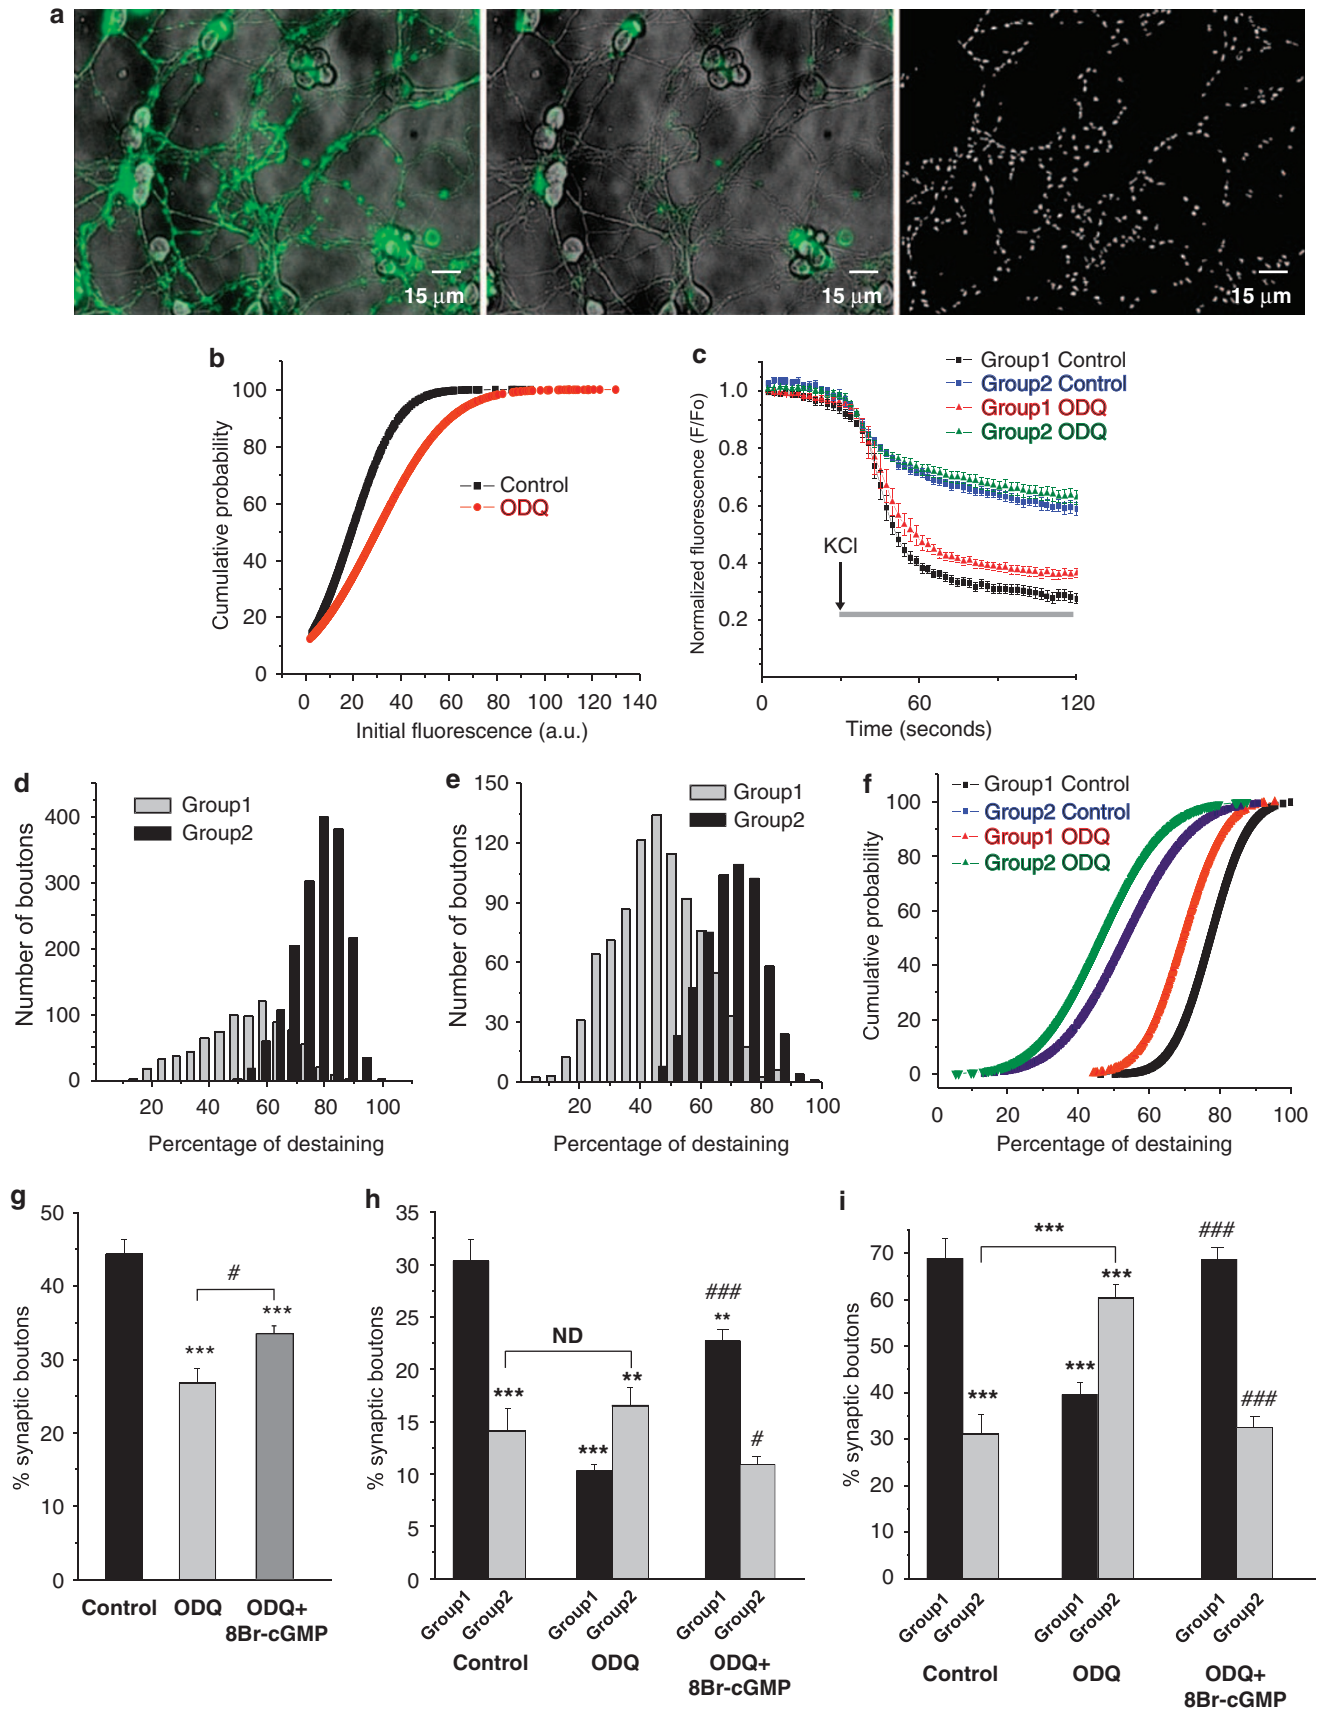 a
15 μm
15 μm
15 μm
b
100
80
60
40
20
0
Cumulative probability
Control
ODQ
0 20 40 60 80 100 120 140
Initial fluorescence (a.u.)
c
Group1 Control
Group2 Control
Group1 ODQ
Group2 ODQ
1.0
0.8
0.6
0.4
0.2
Normalized fluorescence (F/Fo)
KCl
0 60 120
Time (seconds)
d
Group1
Group2
400
300
200
100
0
Number of boutons
20 40 60 80 100
Percentage of destaining
e
Group1
Group2
150
120
90
60
30
0
Number of boutons
20 40 60 80 100
Percentage of destaining
f
Group1 Control
Group2 Control
Group1 ODQ
Group2 ODQ
100
80
60
40
20
0
Cumulative probability
0 20 40 60 80 100
Percentage of destaining
g
50
40
30
20
10
0
% synaptic boutons
#
***
***
Control ODQ ODQ+
8Br-cGMP
h
35
30
25
20
15
10
5
0
% synaptic boutons
ND
***
***
**
###
**
#
Group1 Group2 Group1 Group2 Group1 Group2
Control ODQ ODQ+
8Br-cGMP
i
70
60
50
40
30
20
10
0
% synaptic boutons
***
***
***
***
###
###
Group1 Group2 Group1 Group2 Group1 Group2
Control ODQ ODQ+
8Br-cGMP